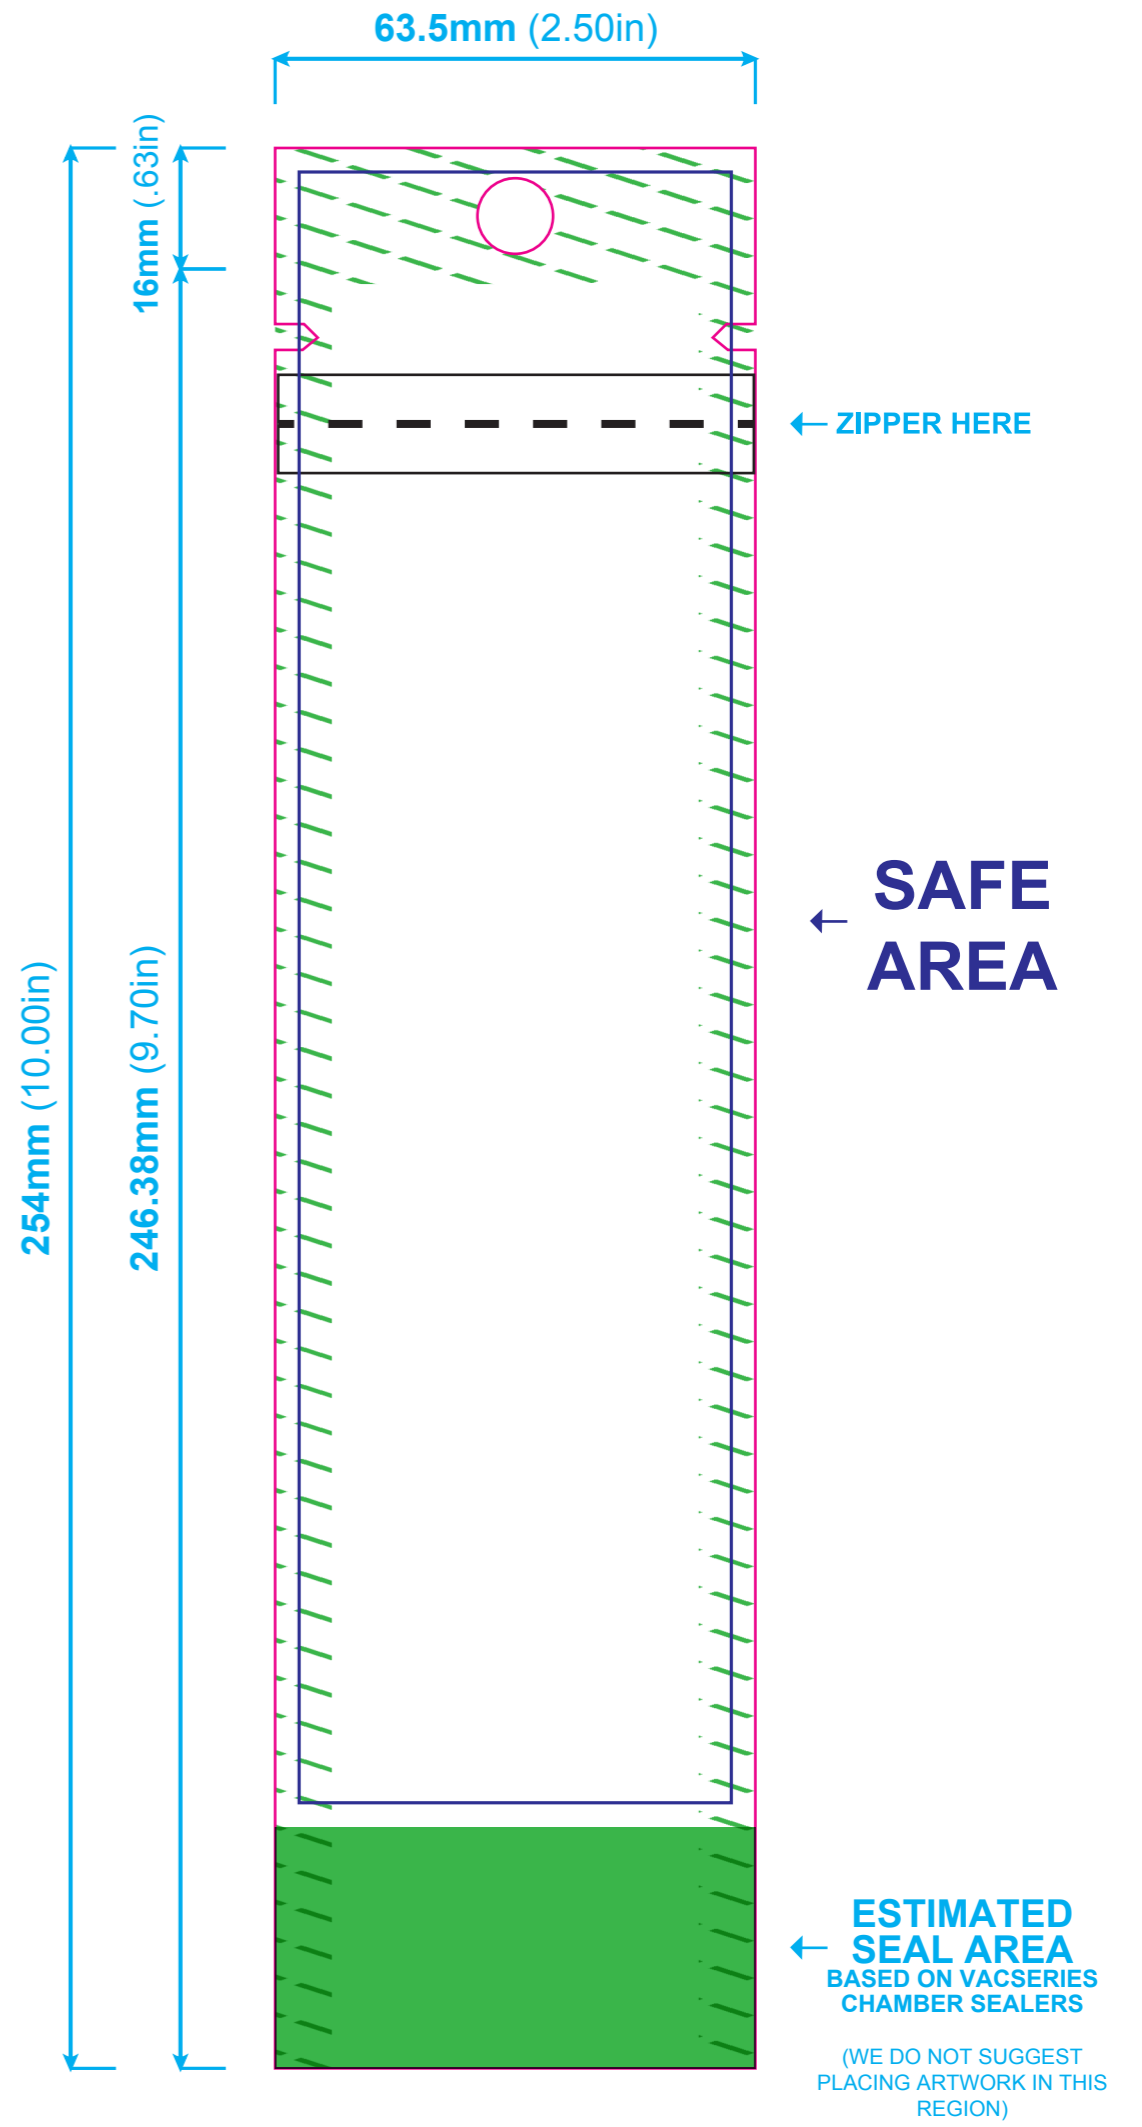 63.5mm (2.50in)
16mm (.63in)
ZIPPER HERE
SAFE
AREA
254mm (10.00in)
246.38mm (9.70in)
ESTIMATED
SEAL AREA
BASED ON VACSERIES
CHAMBER SEALERS
(WE DO NOT SUGGEST
PLACING ARTWORK IN THIS
REGION)